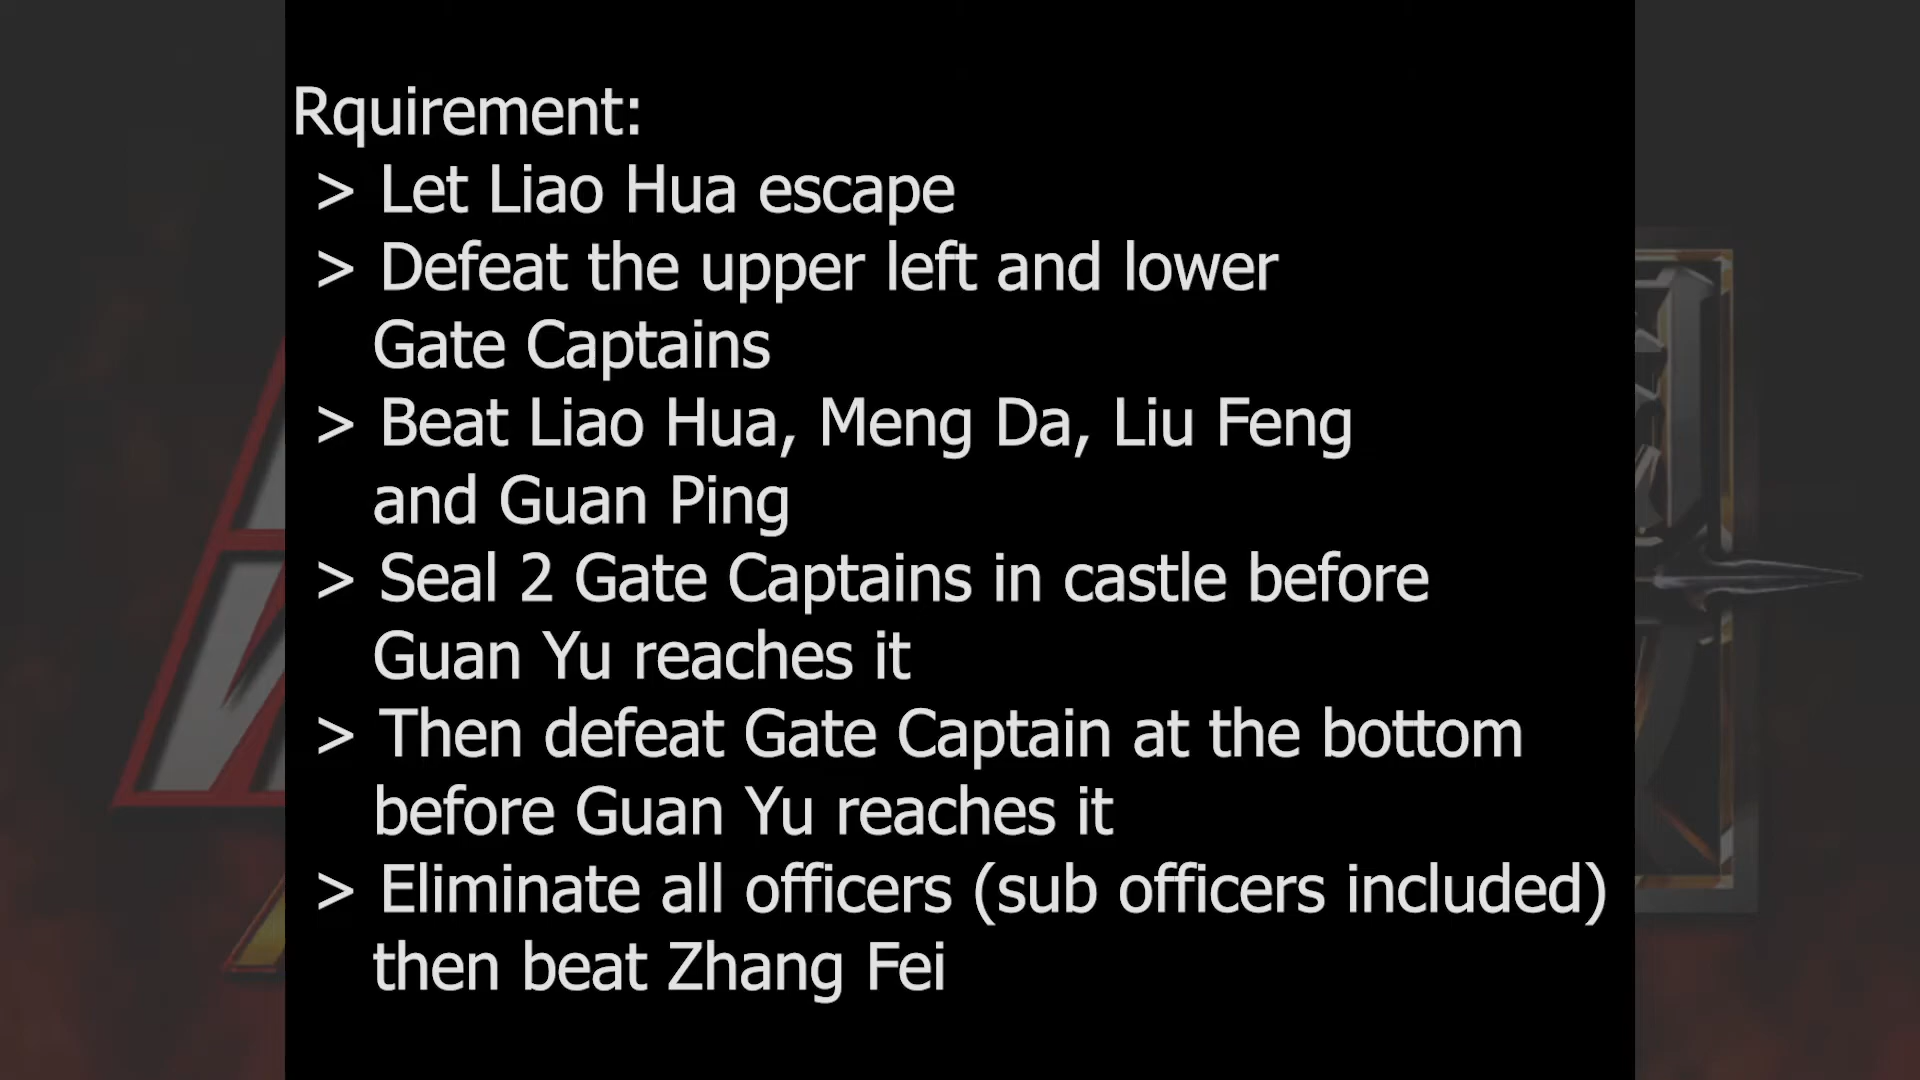 Rquirement:
> Let Liao Hua escape
> Defeat the upper left and lower
Gate Captains
> Beat Liao Hua, Meng Da, Liu Feng
and Guan Ping
> Seal 2 Gate Captains in castle before
Guan Yu reaches it
> Then defeat Gate Captain at the bottom
before Guan Yu reaches it
> Eliminate all officers (sub officers included)
then beat Zhang Fei